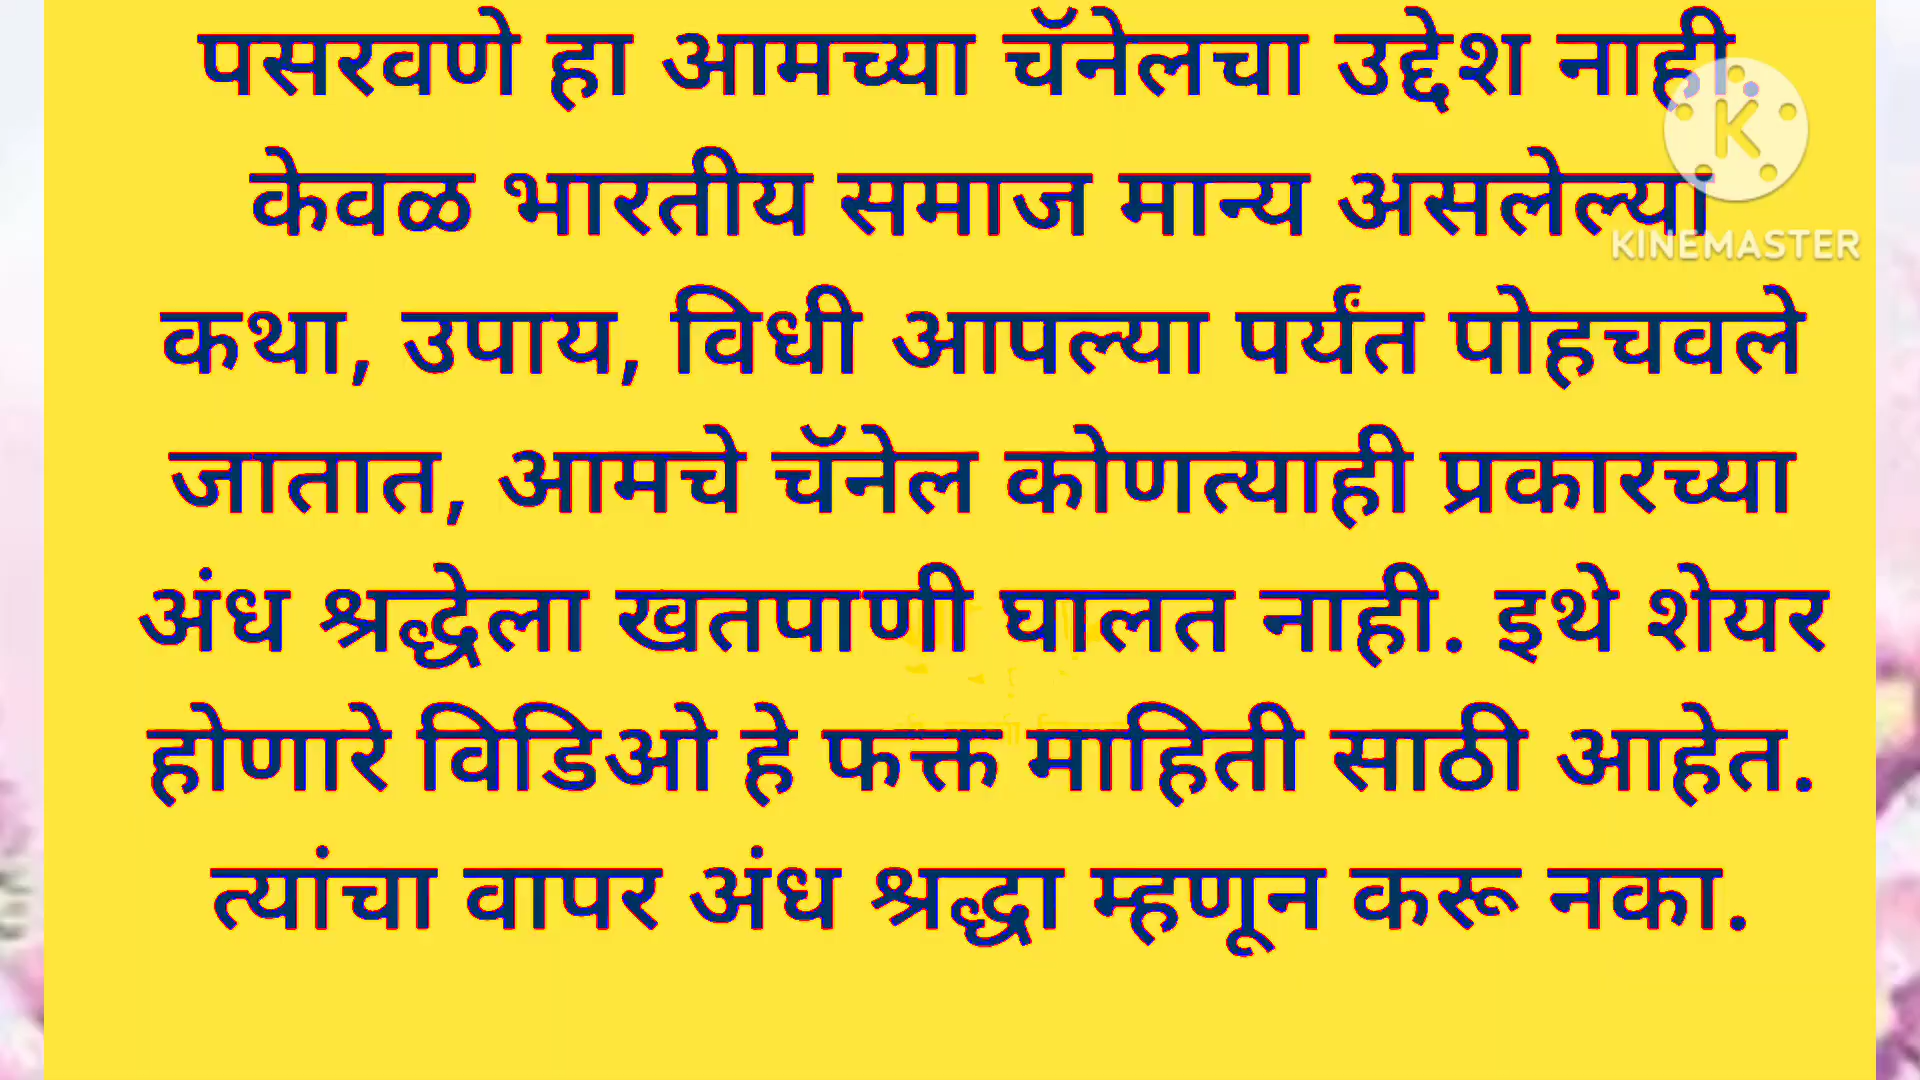 पसरवणे हा आमच्या चॅनेलचा उद्देश नाही.
केवळ भारतीय समाज मान्य असलेल्या
KINEMASTER
कथा, उपाय, विधी आपल्या पर्यंत पोहचवले
जातात, आमचे चॅनेल कोणत्याही प्रकारच्या
अंध श्रद्धेला खतपाणी घालत नाही. इथे शेयर
होणारे विडिओ हे फक्त माहिती साठी आहेत.
त्यांचा वापर अंध श्रद्धा म्हणून करू नका.